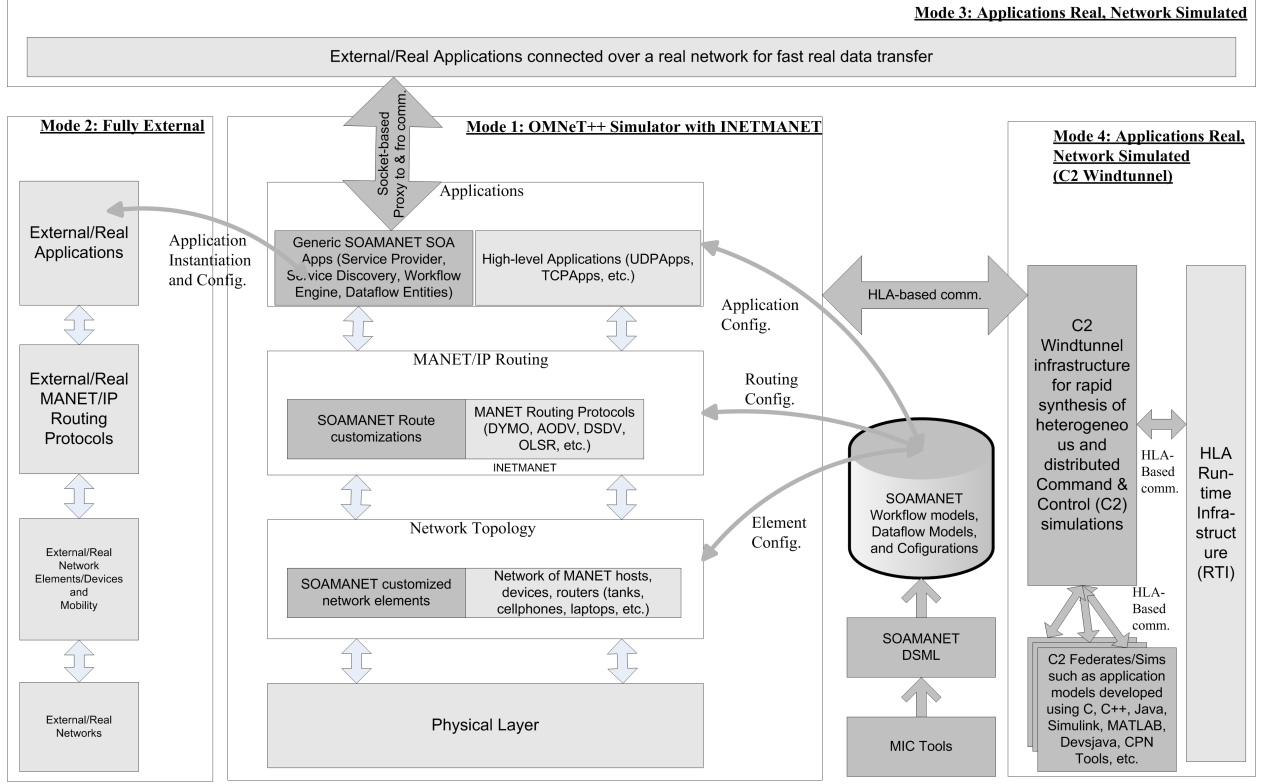 Mode 3: Applications Real, Network Simulated
External/Real Applications connected over a real network for fast real data transfer
Mode 2: Fully External
External/Real
Applications
External/Real
MANET/IP
Routing
Protocols
External/Real
Network
Elements/Devices
and
Mobility
External/Real
Networks
Application
Instantiation
and Config.
Mode 1: OMNeT++ Simulator with INETMANET
Socket-based
Proxy to & fro comm.
Applications
Generic SOAMANET SOA
Apps (Service Provider,
Service Discovery, Workflow
Engine, Dataflow Entities)
High-level Applications (UDPApps,
TCPApps, etc.)
MANET/IP Routing
SOAMANET Route
customizations
MANET Routing Protocols
(DYMO, AODV, DSDV,
OLSR, etc.)
INETMANET
Network Topology
SOAMANET customized
network elements
Network of MANET hosts,
devices, routers (tanks,
cellphones, laptops, etc.)
Physical Layer
Application
Config.
Routing
Config.
Element
Config.
HLA-based comm.
SOAMANET
Workflow models,
Dataflow Models,
and Cofigurations
SOAMANET
DSML
MIC Tools
Mode 4: Applications Real,
Network Simulated
(C2 Windtunnel)
C2
Windtunnel
infrastructure
for rapid
synthesis of
heterogeneo
us and
distributed
Command &
Control (C2)
simulations
HLA-
Based
comm.
HLA
Run-
time
Infra-
struct
ure
(RTI)
HLA-
Based
comm.
C2 Federates/Sims
such as application
models developed
using C, C++, Java,
Simulink, MATLAB,
Devsjava, CPN
Tools, etc.